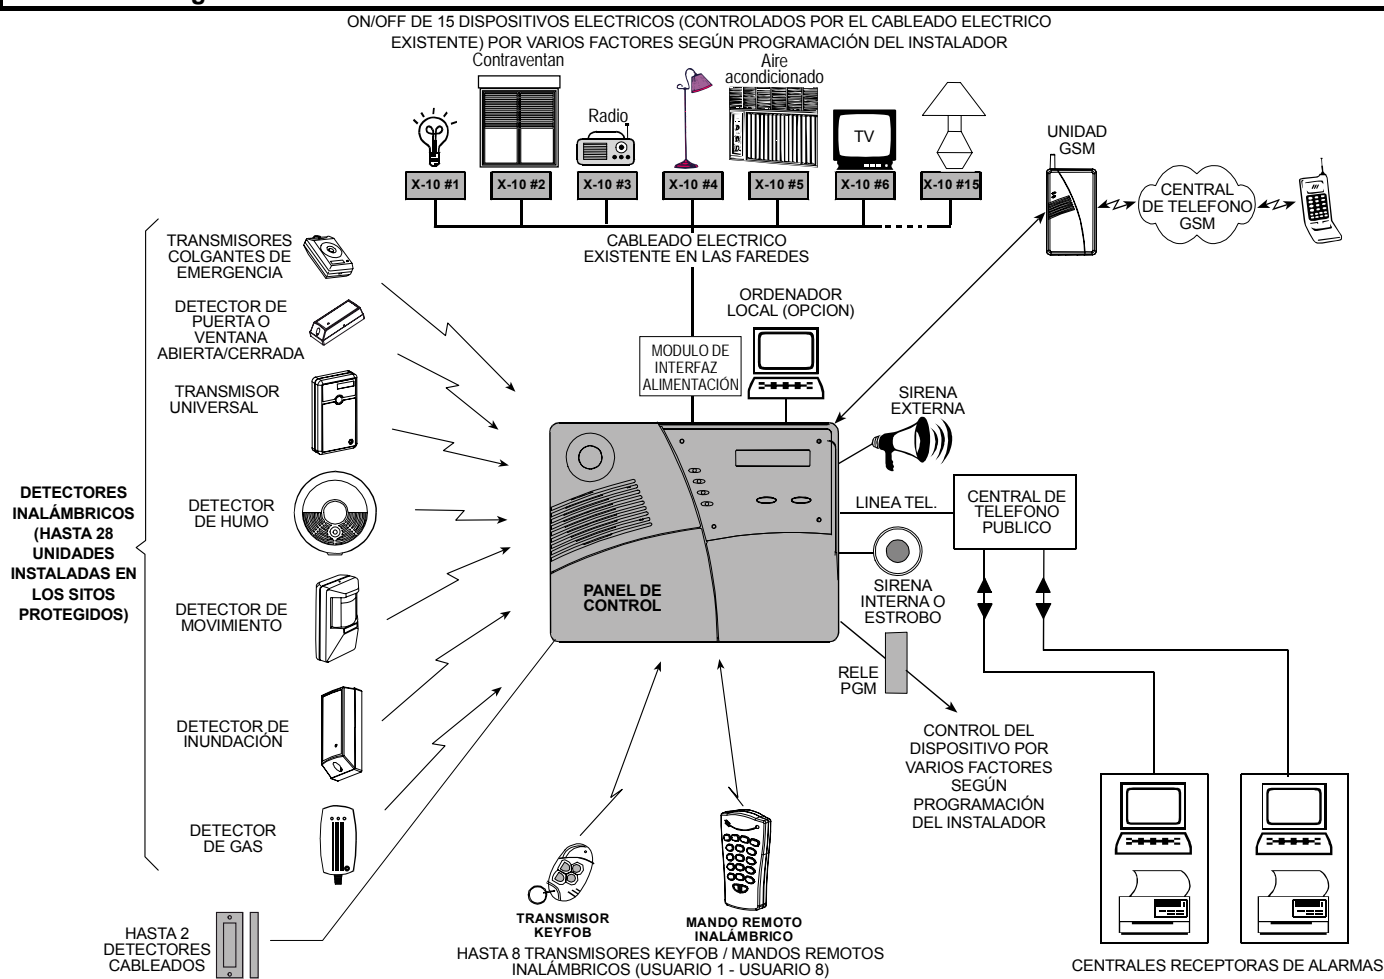 ON/OFF DE 15 DISPOSITIVOS ELECTRICOS (CONTROLADOS POR EL CABLEADO ELECTRICO
EXISTENTE) POR VARIOS FACTORES SEGÚN PROGRAMACIÓN DEL INSTALADOR
Contraventan
Radio
Aire
acondicionado
TV
X-10 #1
X-10 #2
X-10 #3
X-10 #4
X-10 #5
X-10 #6
X-10 #15
CABLEADO ELECTRICO
EXISTENTE EN LAS FAREDES
UNIDAD
GSM
CENTRAL
DE TELEFONO
GSM
TRANSMISORES
COLGANTES DE
EMERGENCIA
DETECTOR DE
PUERTA O
VENTANA
ABIERTA/CERRADA
TRANSMISOR
UNIVERSAL
DETECTOR
DE HUMO
DETECTOR DE
MOVIMIENTO
DETECTOR DE
INUNDACIÓN
DETECTOR
DE GAS
DETECTORES
INALÁMBRICOS
(HASTA 28
UNIDADES
INSTALADAS EN
LOS SITOS
PROTEGIDOS)
HASTA 2
DETECTORES
CABLEADOS
MODULO DE
INTERFAZ
ALIMENTACIÓN
ORDENADOR
LOCAL (OPCION)
SIRENA
EXTERNA
LINEA TEL.
CENTRAL DE
TELEFONO
PUBLICO
PANEL DE
CONTROL
SIRENA
INTERNA O
ESTROBO
RELE
PGM
CONTROL DEL
DISPOSITIVO POR
VARIOS FACTORES
SEGÚN
PROGRAMACIÓN
DEL INSTALADOR
TRANSMISOR
KEYFOB
MANDO REMOTO
INALÁMBRICO
HASTA 8 TRANSMISORES KEYFOB / MANDOS REMOTOS
INALÁMBRICOS (USUARIO 1 - USUARIO 8)
CENTRALES RECEPTORAS DE ALARMAS